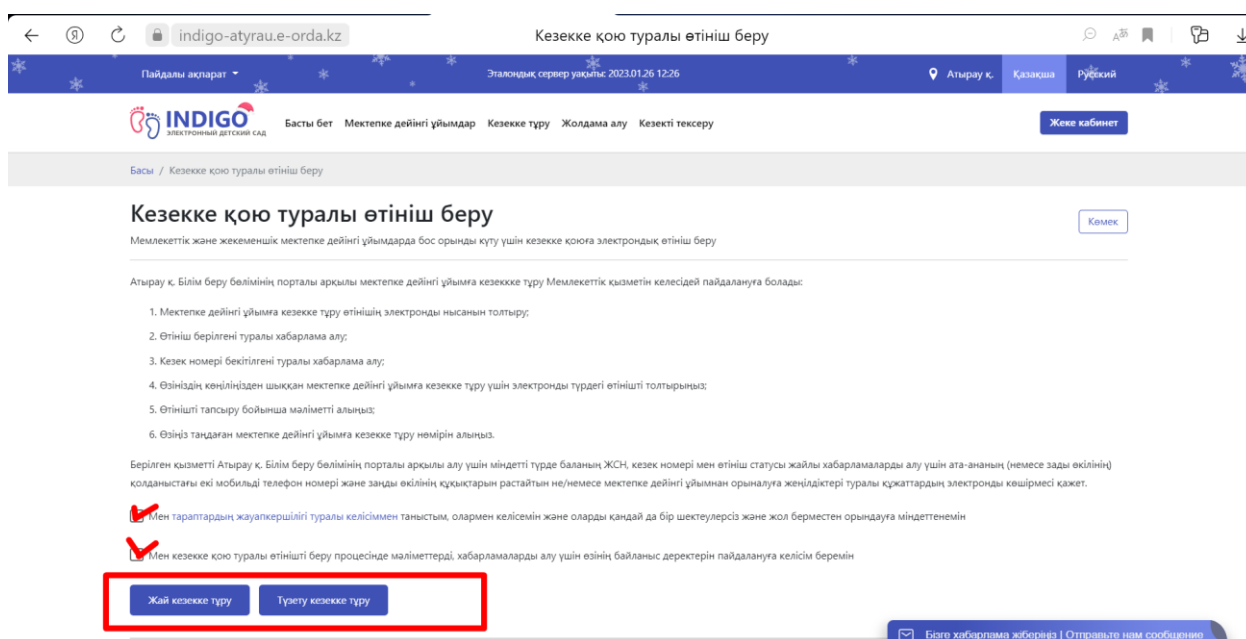 indigo-atyrau.e-orda.kz Кезекке қою туралы өтініш беру
Пайдалы ақпарат Эталондық сервер уақыты: 2023.01.26 12:26 Атырау қ. Қазақша Русский
INDIGO
ЭЛЕКТРОННЫЙ ДЕТСКИЙ САД
Басты бет Мектепке дейінгі ұйымдар Кезекке тұру Жолдама алу Кезекті тексеру Жеке кабинет
Басы / Кезекке қою туралы өтініш беру
Кезекке қою туралы өтініш беру
Көмек
Мемлекеттік және жекеменшік мектепке дейінгі ұйымдарда бос орынды күту үшін кезекке қоюға электрондық өтініш беру
Атырау қ. Білім беру бөлімінің порталы арқылы мектепке дейінгі ұйымға кезеккке тұру Мемлекеттік қызметін келесідей пайдалануға болады:
1. Мектепке дейінгі ұйымға кезекке тұру өтінішің электронды нысанын толтыру;
2. Өтініш берілгені туралы хабарлама алу;
3. Кезек номері бекітілгені туралы хабарлама алу;
4. Өзініздің көңіліңізден шыққан мектепке дейінгі ұйымға кезекке тұру үшін электронды түрдегі өтінішті толтырыңыз;
5. Өтінішті тапсыру бойынша мәліметті алыңыз;
6. Өзіңіз таңдаған мектепке дейінгі ұйымға кезекке тұру нөмірін алыңыз.
Берілген қызметті Атырау қ. Білім беру бөлімінің порталы арқылы алу үшін міндетті түрде баланың ЖСН, кезек номері мен өтініш статусы жайлы хабарламаларды алу үшін ата-ананың (немесе зады өкілінің)
қолданыстағы екі мобильді телефон номері және заңды өкілінің құқықтарын растайтын не/немесе мектепке дейінгі ұйымнан орыналуға жеңілдіктері туралы құжаттардың электронды көшірмесі қажет.
Мен тараптардың жауапкершілігі туралы келісіммен таныстым, олармен келісемін және оларды қандай да бір шектеулерсіз және жол берместен орындауға міндеттенемін
Мен кезекке қою туралы өтінішті беру процесінде мәліметтерді, хабарламаларды алу үшін өзінің байланыс деректерін пайдалануға келісім беремін
Жай кезекке тұру Түзету кезекке тұру
Бізге хабарлама жіберіңіз | Отправьте нам сообщение